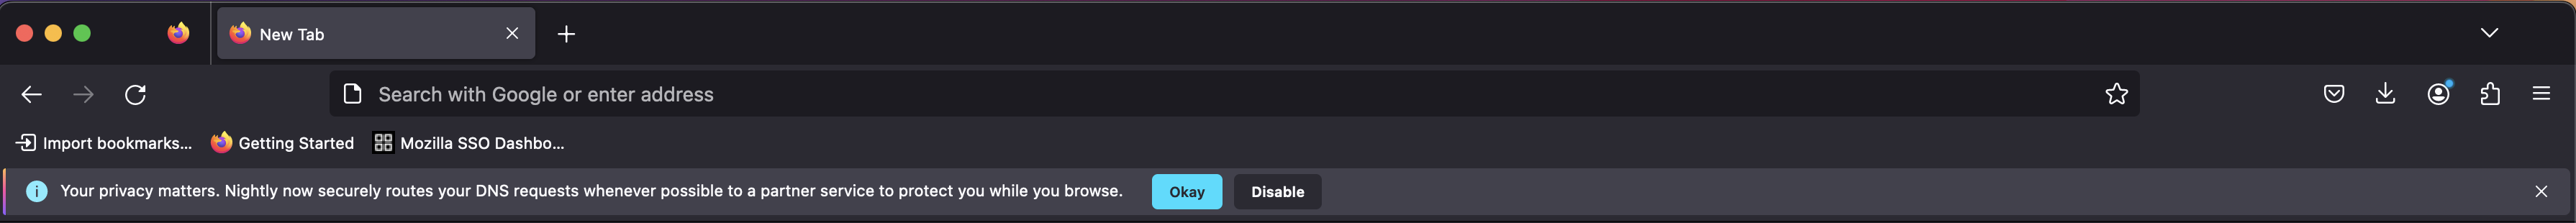 New Tab
Search with Google or enter address
Import bookmarks... Getting Started Mozilla SSO Dashbo...
Your privacy matters. Nightly now securely routes your DNS requests whenever possible to a partner service to protect you while you browse. Okay Disable